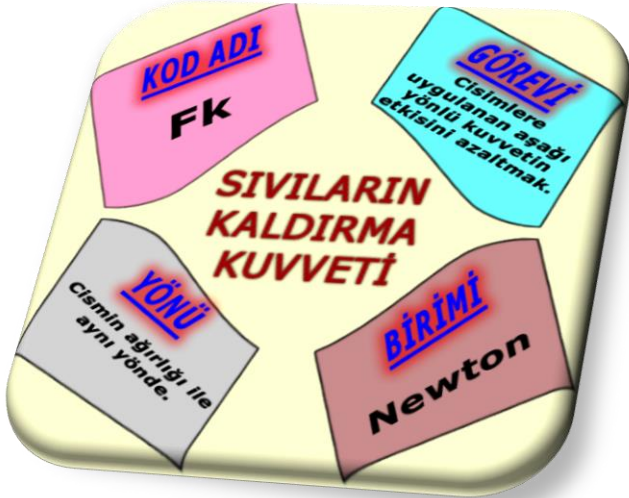 KOD ADI
Fk
GÖREVİ
Cisimlere
uygulanan aşağı
yönlü kuvvetin
etkisini azaltmak.
SIVILARIN
KALDIRMA
KUVVETİ
YÖNÜ
Cismin ağırlığı ile
aynı yönde.
BİRİMİ
Newton